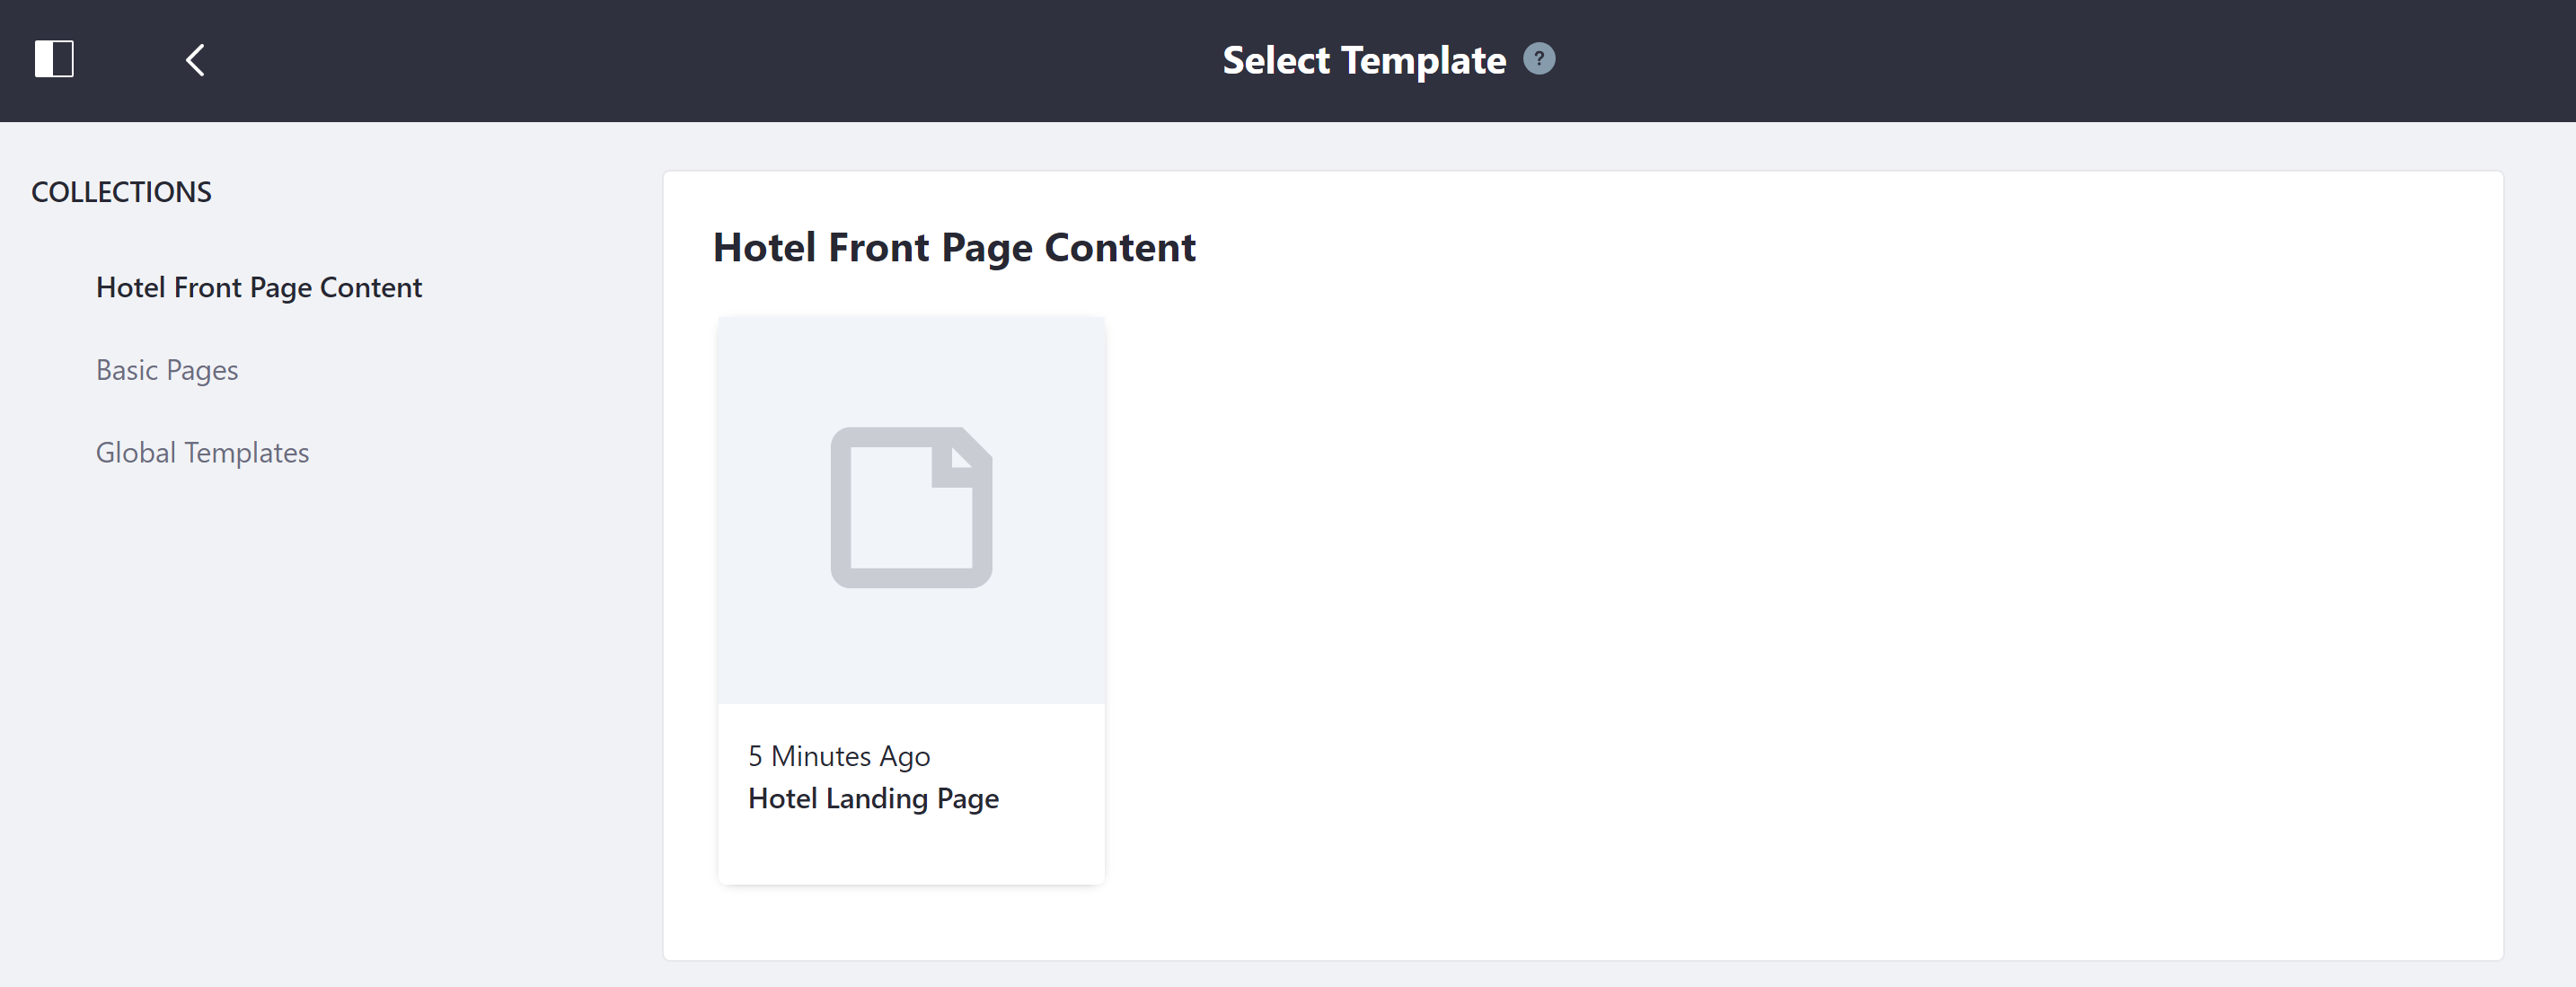 Select Template ?
COLLECTIONS
Hotel Front Page Content
Basic Pages
Global Templates
Hotel Front Page Content
5 Minutes Ago
Hotel Landing Page